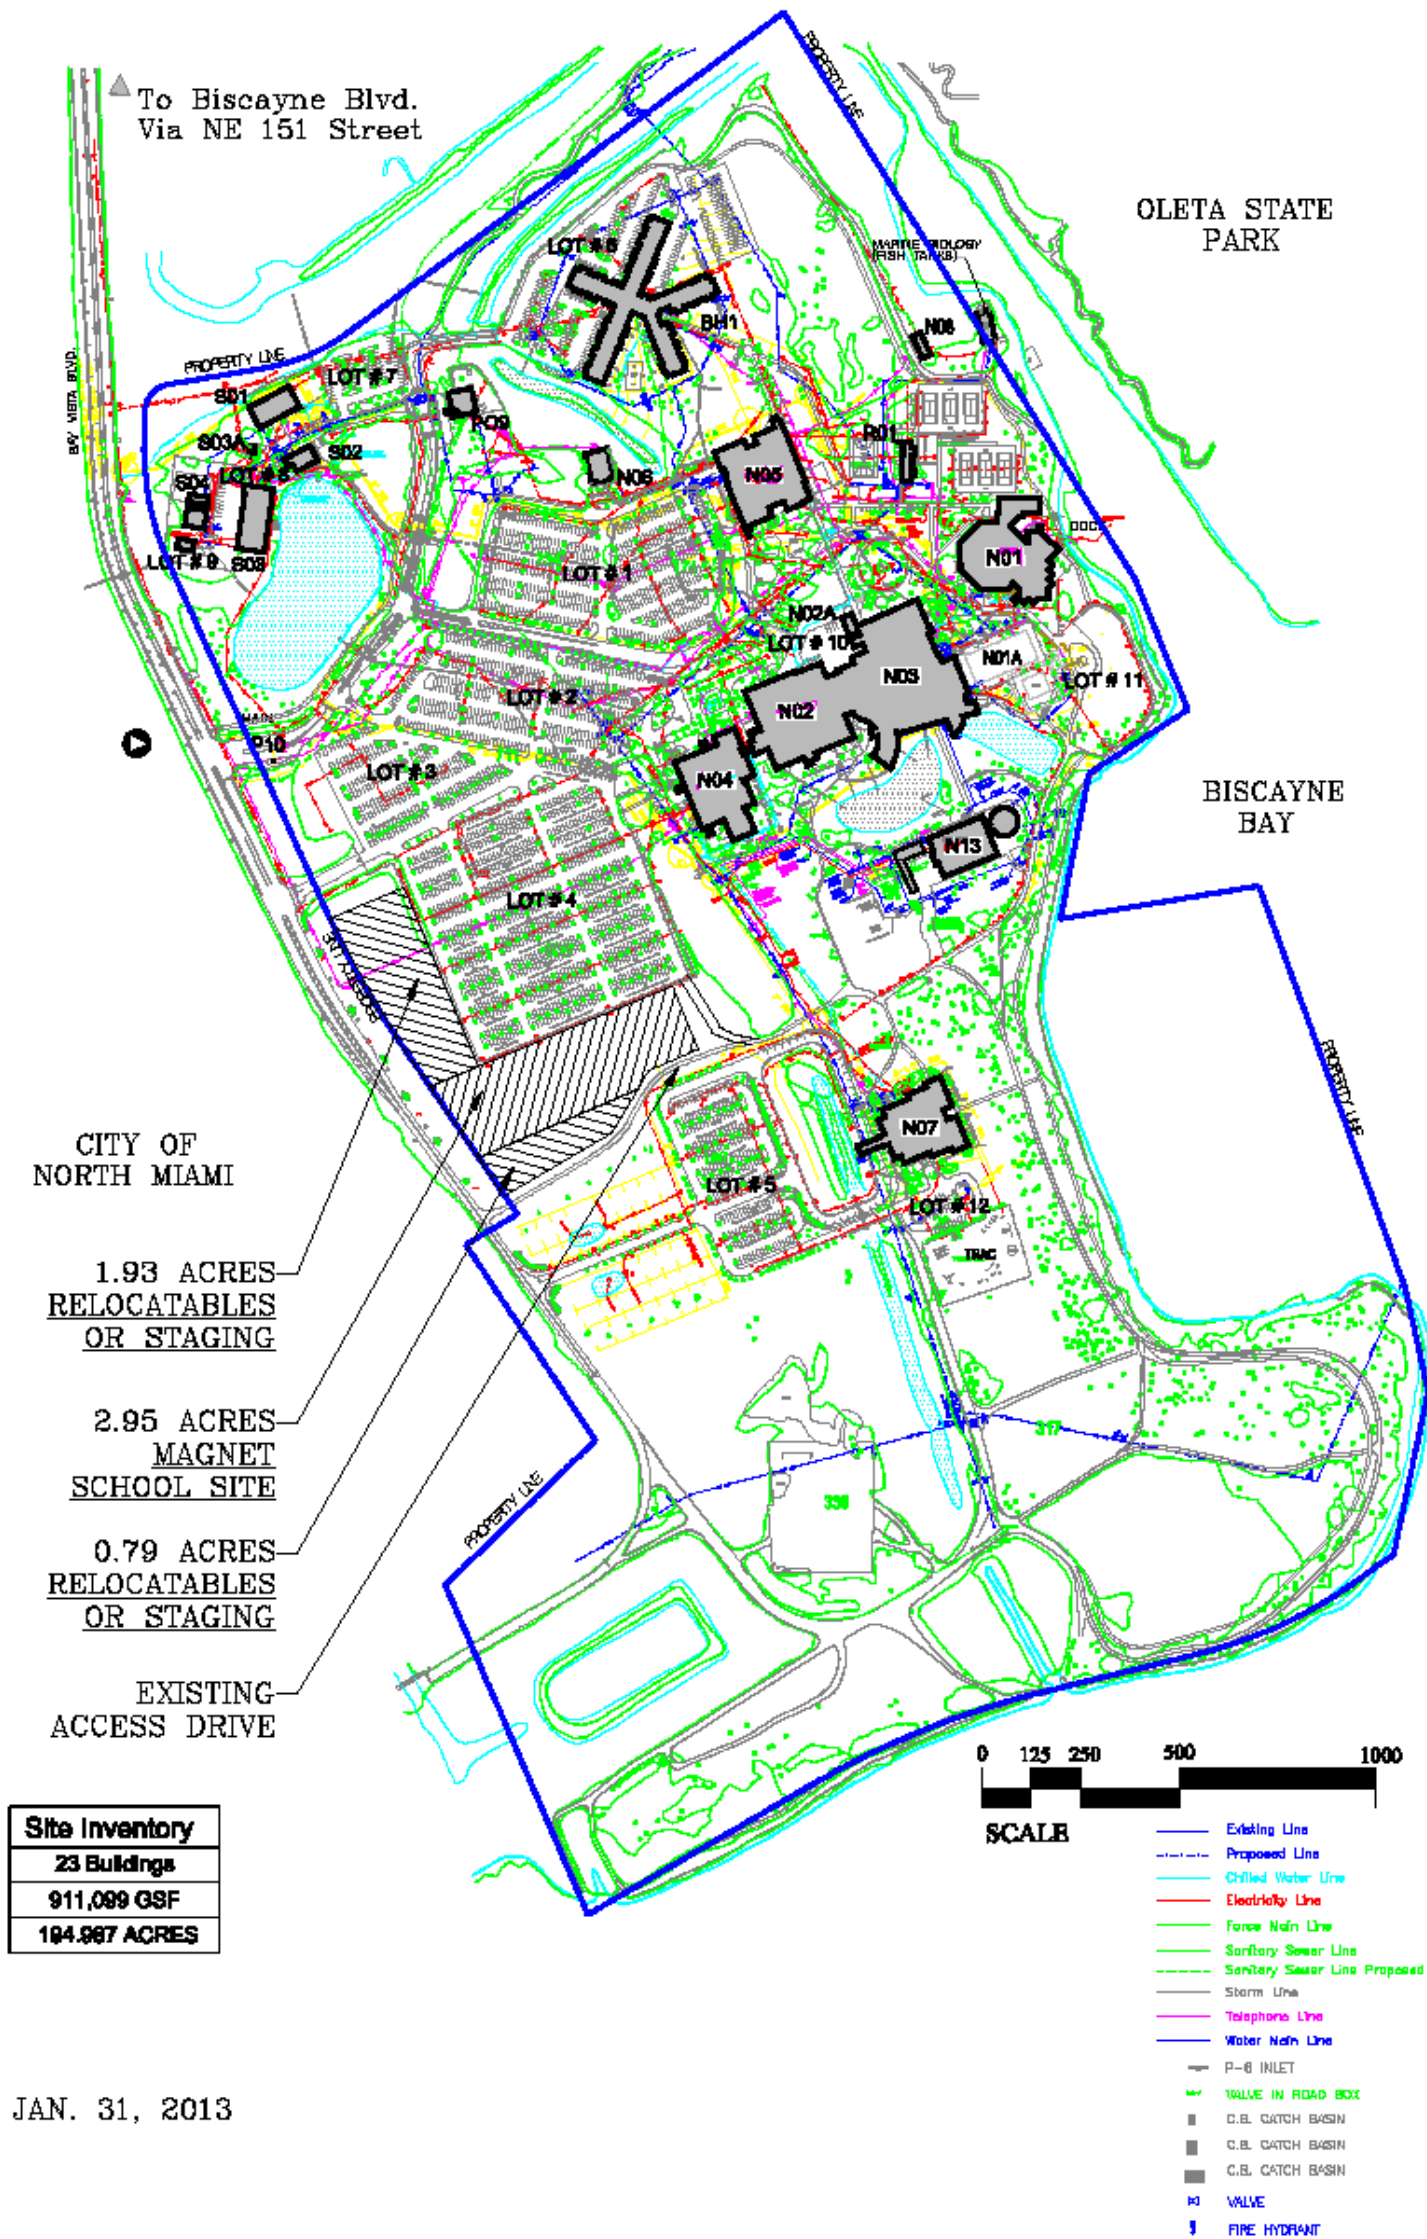 To Biscayne Blvd.
Via NE 151 Street
PROPERTY LINE
OLETA STATE
PARK
MARINE BIOLOGY
(FISH TANKS)
LOT # 6
BH1
N08
BAY VISTA BLVD.
PROPERTY LINE
LOT # 7
S01
PO9
S03A
S02
R01
N05
N06
S04
LOT # 8
N01
LOT # 9
S03
LOT # 1
N02A
LOT # 10
N01A
N03
LOT # 11
LOT # 2
N02
MAIN
P10
LOT # 3
N04
BISCAYNE
BAY
N13
LOT # 4
PROPERTY LINE
PROPERTY LINE
CITY OF
NORTH MIAMI
N07
LOT # 5
LOT # 12
TRAC
1.93 ACRES
RELOCATABLES
OR STAGING
2.95 ACRES
MAGNET
SCHOOL SITE
317
336
PROPERTY LINE
0.79 ACRES
RELOCATABLES
OR STAGING
EXISTING
ACCESS DRIVE
0 125 250 500 1000
SCALE
Site Inventory
23 Buildings
911,099 GSF
194.987 ACRES
Existing Line
Proposed Line
Chilled Water Line
Electricity Line
Force Main Line
Sanitary Sewer Line
Sanitary Sewer Line Proposed
Storm Line
Telephone Line
Water Main Line
P-6 INLET
VALVE IN ROAD BOX
C.B. CATCH BASIN
C.B. CATCH BASIN
C.B. CATCH BASIN
VALVE
FIRE HYDRANT
JAN. 31, 2013